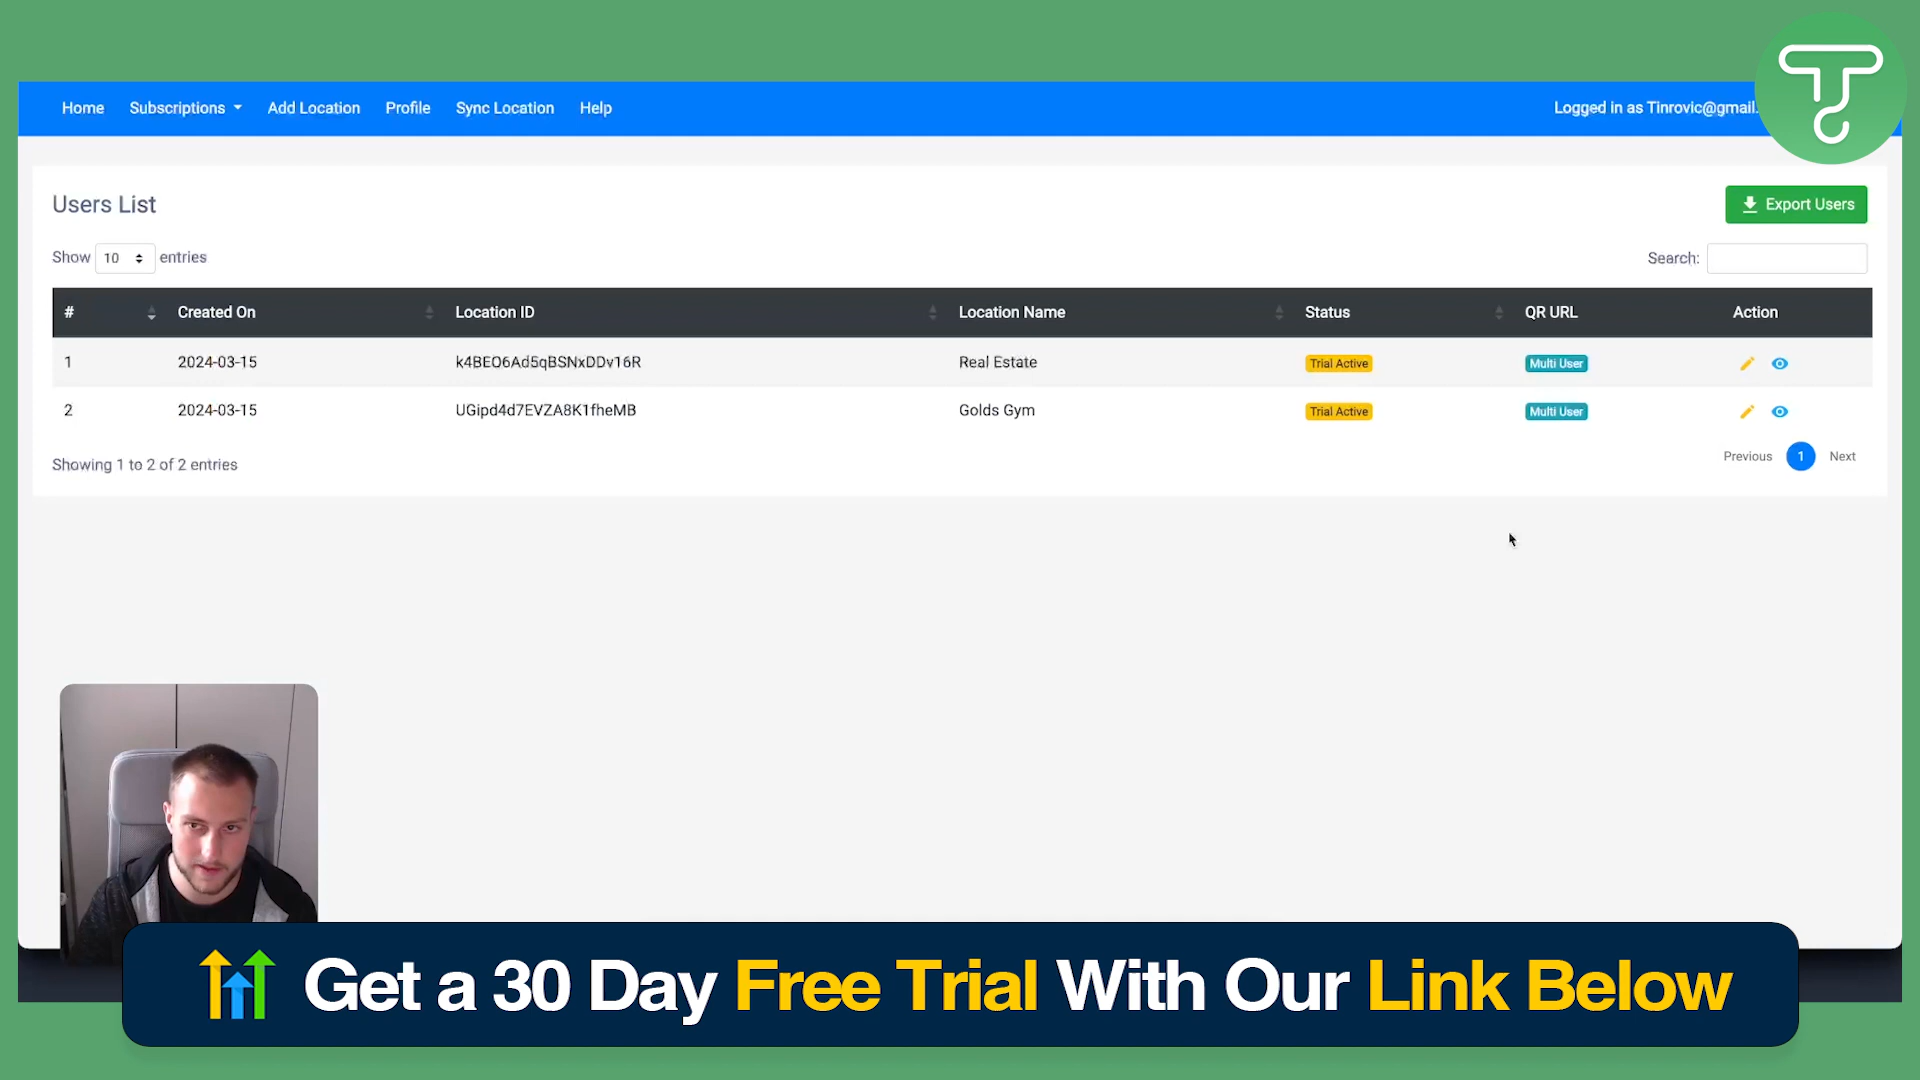 Home Subscriptions Add Location Profile Sync Location Help Logged in as Tinrovic@gmail.
Users List Export Users
Show 10 entries Search:
# Created On Location ID Location Name Status QR URL Action
1 2024-03-15 k4BEO6Ad5qBSNxDDv16R Real Estate Trial Active Multi User
2 2024-03-15 UGipd4d7EVZA8K1fheMB Golds Gym Trial Active Multi User
Showing 1 to 2 of 2 entries Previous 1 Next
Get a 30 Day Free Trial With Our Link Below